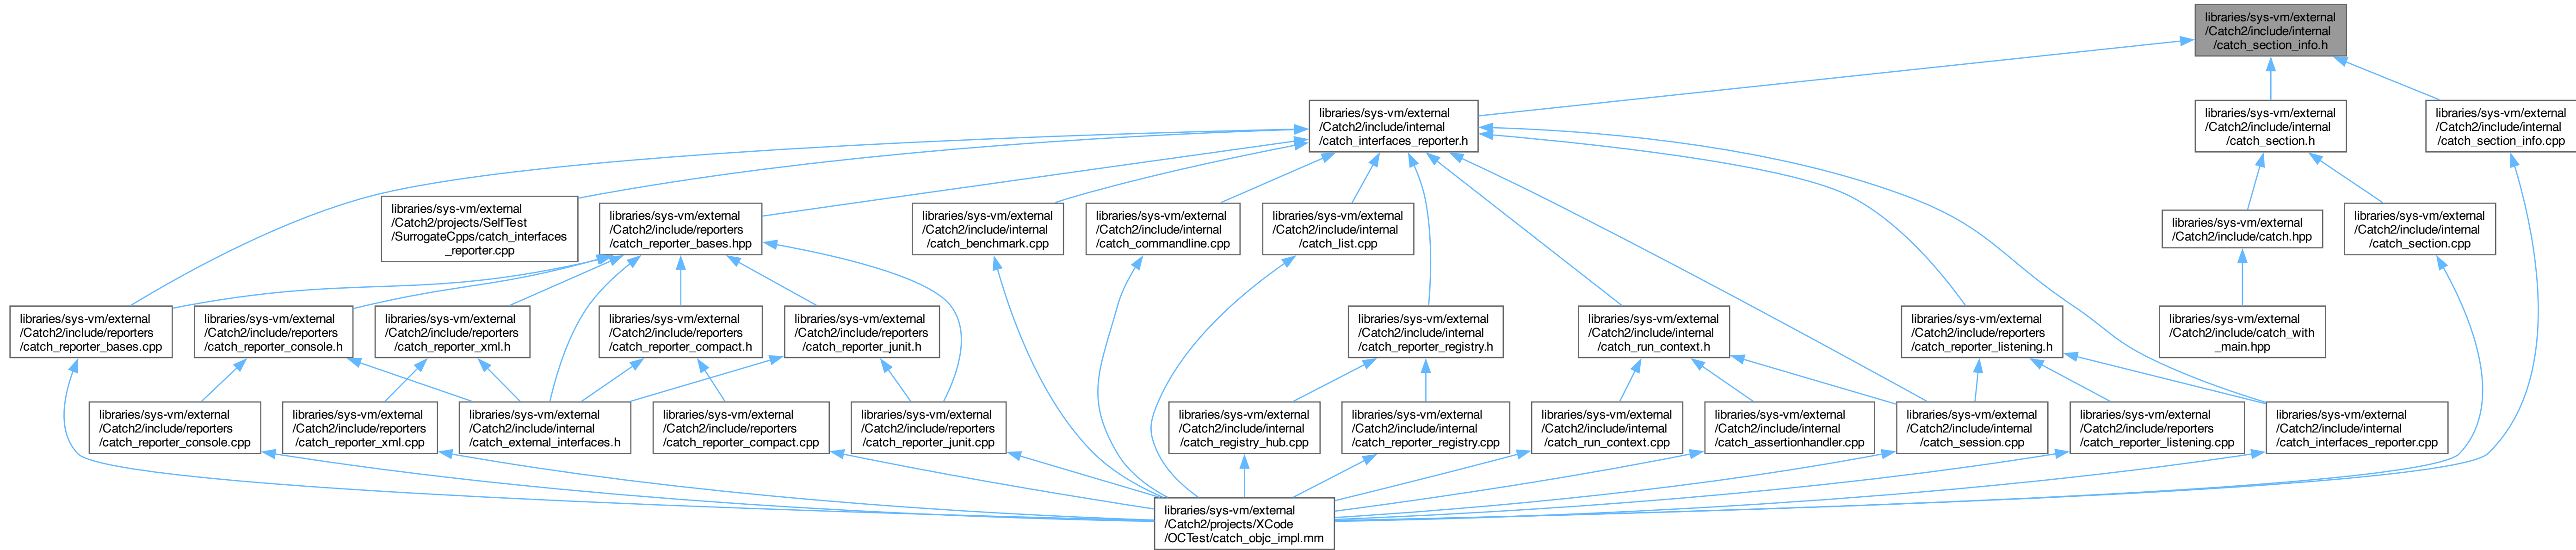 libraries/sys-vm/external
/Catch2/include/internal
/catch_section_info.h
libraries/sys-vm/external
/Catch2/include/internal
/catch_interfaces_reporter.h
libraries/sys-vm/external
/Catch2/include/internal
/catch_section.h
libraries/sys-vm/external
/Catch2/include/internal
/catch_section_info.cpp
libraries/sys-vm/external
/Catch2/projects/SelfTest
/SurrogateCpps/catch_interfaces
_reporter.cpp
libraries/sys-vm/external
/Catch2/include/reporters
/catch_reporter_bases.hpp
libraries/sys-vm/external
/Catch2/include/internal
/catch_benchmark.cpp
libraries/sys-vm/external
/Catch2/include/internal
/catch_commandline.cpp
libraries/sys-vm/external
/Catch2/include/internal
/catch_list.cpp
libraries/sys-vm/external
/Catch2/include/catch.hpp
libraries/sys-vm/external
/Catch2/include/internal
/catch_section.cpp
libraries/sys-vm/external
/Catch2/include/reporters
/catch_reporter_bases.cpp
libraries/sys-vm/external
/Catch2/include/reporters
/catch_reporter_console.h
libraries/sys-vm/external
/Catch2/include/reporters
/catch_reporter_xml.h
libraries/sys-vm/external
/Catch2/include/reporters
/catch_reporter_compact.h
libraries/sys-vm/external
/Catch2/include/reporters
/catch_reporter_junit.h
libraries/sys-vm/external
/Catch2/include/internal
/catch_reporter_registry.h
libraries/sys-vm/external
/Catch2/include/internal
/catch_run_context.h
libraries/sys-vm/external
/Catch2/include/reporters
/catch_reporter_listening.h
libraries/sys-vm/external
/Catch2/include/catch_with
_main.hpp
libraries/sys-vm/external
/Catch2/include/reporters
/catch_reporter_console.cpp
libraries/sys-vm/external
/Catch2/include/reporters
/catch_reporter_xml.cpp
libraries/sys-vm/external
/Catch2/include/internal
/catch_external_interfaces.h
libraries/sys-vm/external
/Catch2/include/reporters
/catch_reporter_compact.cpp
libraries/sys-vm/external
/Catch2/include/reporters
/catch_reporter_junit.cpp
libraries/sys-vm/external
/Catch2/include/internal
/catch_registry_hub.cpp
libraries/sys-vm/external
/Catch2/include/internal
/catch_reporter_registry.cpp
libraries/sys-vm/external
/Catch2/include/internal
/catch_run_context.cpp
libraries/sys-vm/external
/Catch2/include/internal
/catch_assertionhandler.cpp
libraries/sys-vm/external
/Catch2/include/internal
/catch_session.cpp
libraries/sys-vm/external
/Catch2/include/reporters
/catch_reporter_listening.cpp
libraries/sys-vm/external
/Catch2/include/internal
/catch_interfaces_reporter.cpp
libraries/sys-vm/external
/Catch2/projects/XCode
/OCTest/catch_objc_impl.mm